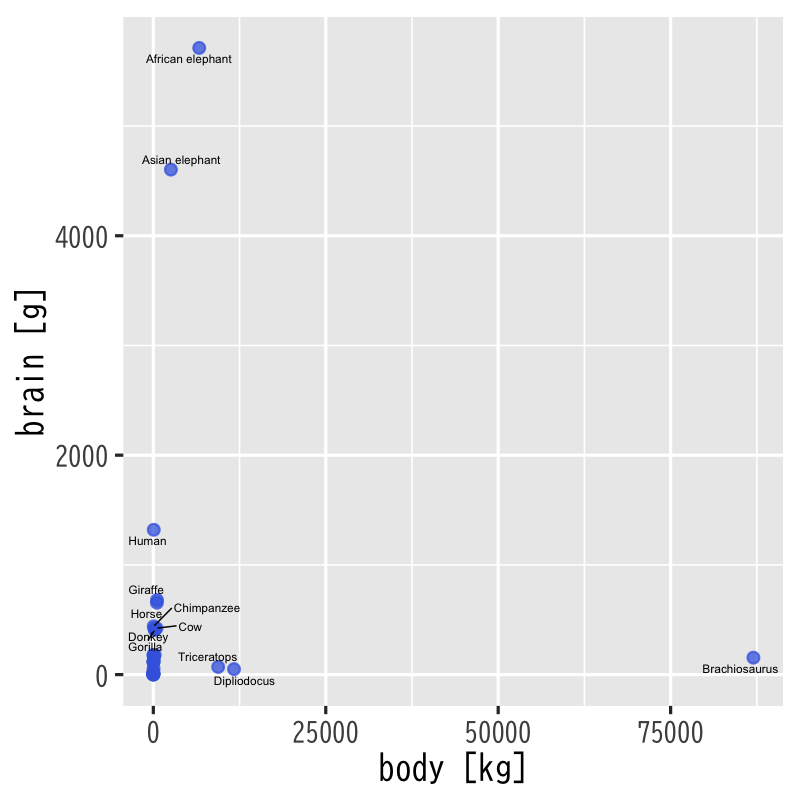 African elephant
Asian elephant
4000
brain [g]
2000
Human
Giraffe
Chimpanzee
Horse
Cow
Donkey
Gorilla
Triceratops
Brachiosaurus
0
Dipliodocus
0
25000
50000
75000
body [kg]